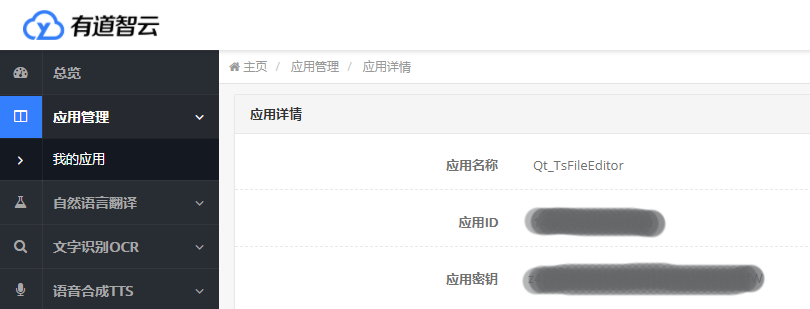 有道智云
主页 / 应用管理 / 应用详情
总览
应用管理
我的应用
自然语言翻译
文字识别OCR
语音合成TTS
应用详情
应用名称 Qt_TsFileEditor
应用ID
应用密钥